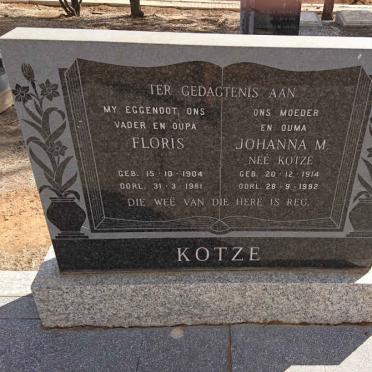 TER GEDAGTENIS AAN
MY EGGENOOT, ONS
VADER EN OUPA
FLORIS
GEB. 15-10-1904
OORL. 31-3-1981
ONS MOEDER
EN OUMA
JOHANNA M.
NEÉ KOTZE
GEB. 20-12-1914
OORL. 28-9-1992
DIE WEË VAN DIE HERE IS REG.
KOTZE